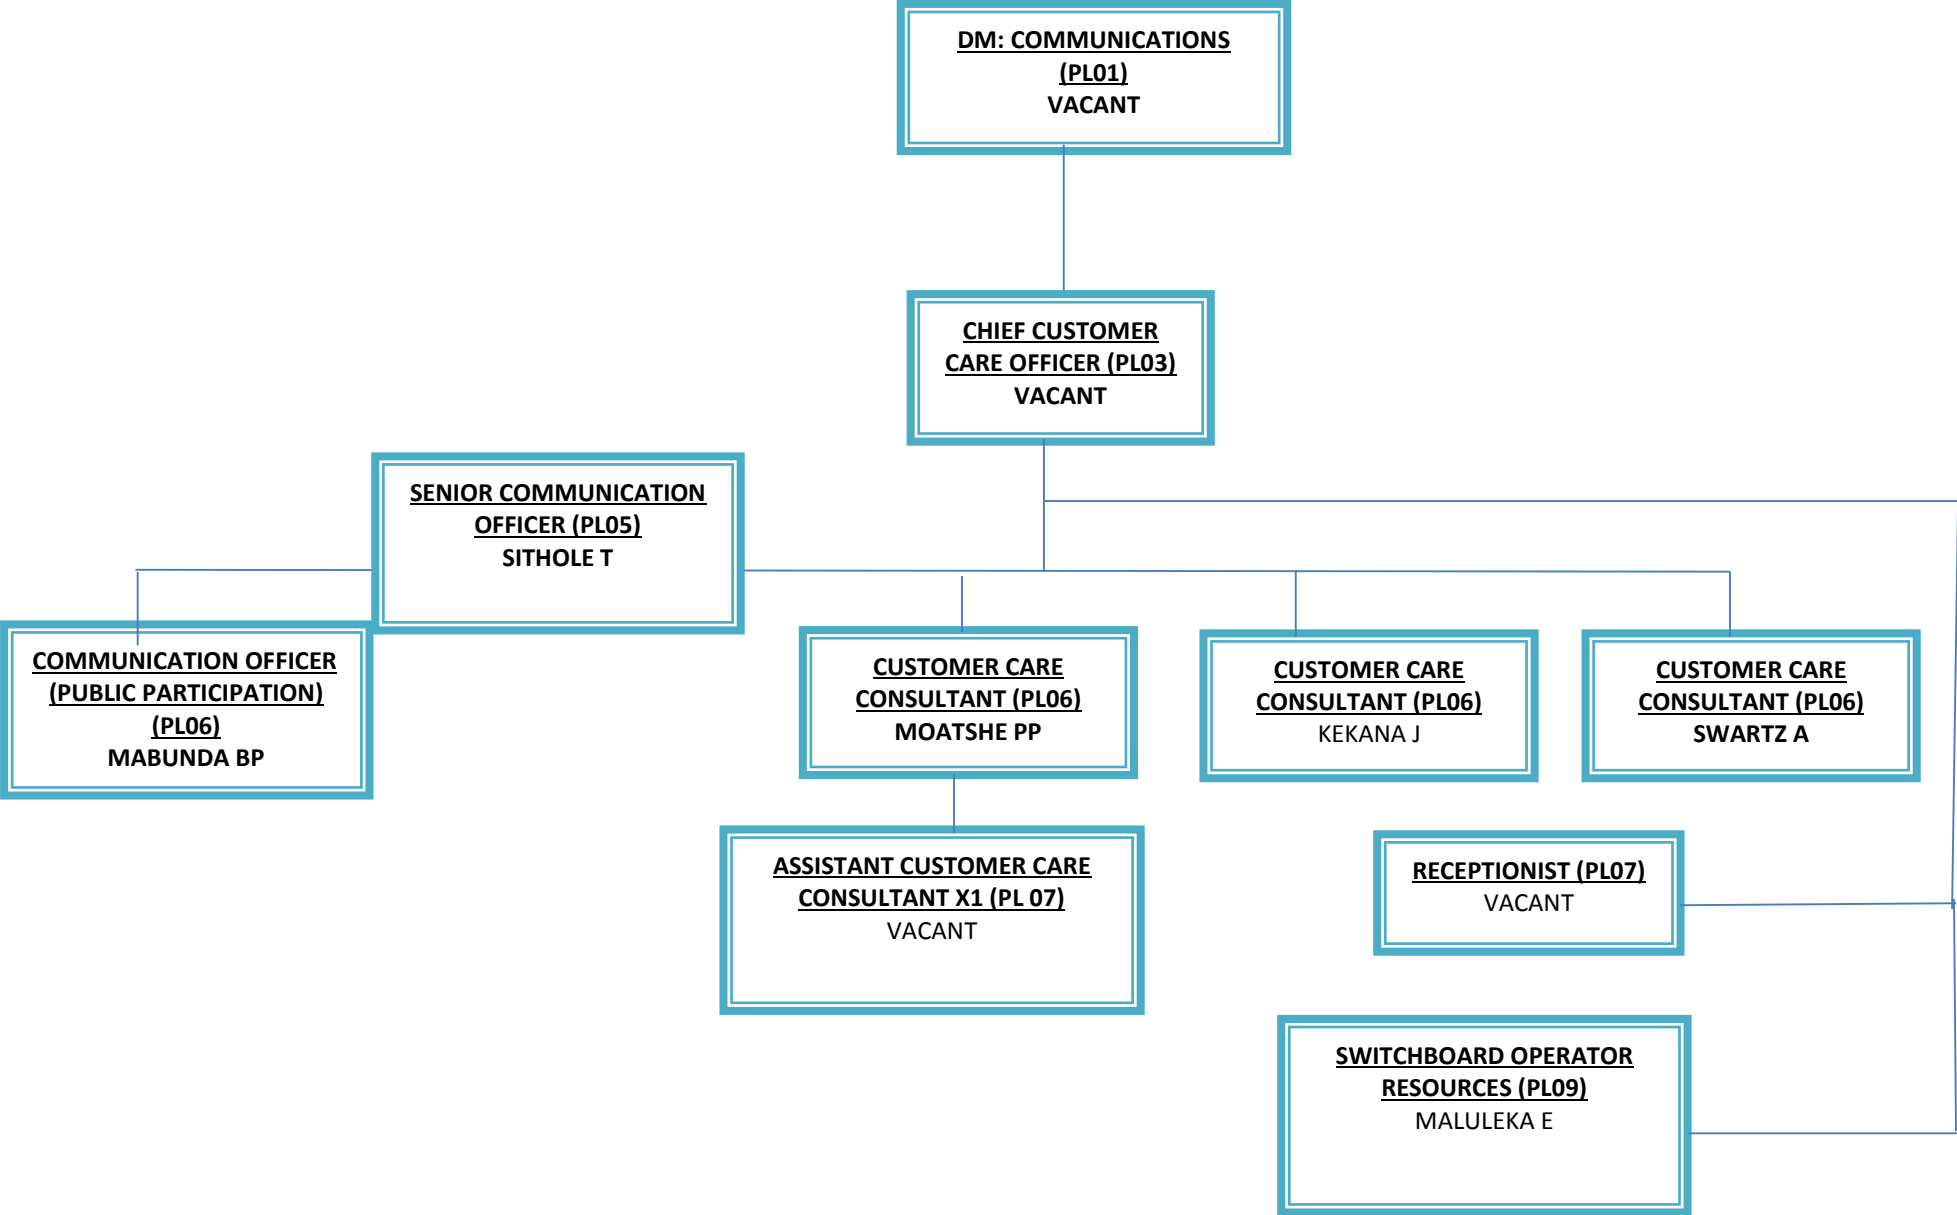 DM: COMMUNICATIONS
(PL01)
VACANT
CHIEF CUSTOMER
CARE OFFICER (PL03)
VACANT
SENIOR COMMUNICATION
OFFICER (PL05)
SITHOLE T
COMMUNICATION OFFICER
(PUBLIC PARTICIPATION)
(PL06)
MABUNDA BP
CUSTOMER CARE
CONSULTANT (PL06)
MOATSHE PP
CUSTOMER CARE
CONSULTANT (PL06)
KEKANA J
CUSTOMER CARE
CONSULTANT (PL06)
SWARTZ A
ASSISTANT CUSTOMER CARE
CONSULTANT X1 (PL 07)
VACANT
RECEPTIONIST (PL07)
VACANT
SWITCHBOARD OPERATOR
RESOURCES (PL09)
MALULEKA E